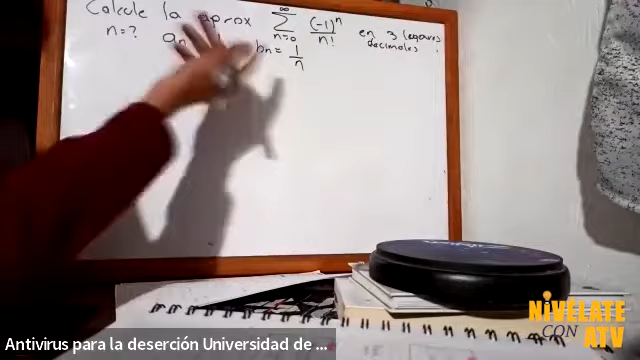 Calcule la aprox ∑ n=0 ∞ (-1)^n / n! en 3 lugares decimales
n=? bn = 1/n
NIVÉLATE
CON ATV
Antivirus para la deserción Universidad de ...